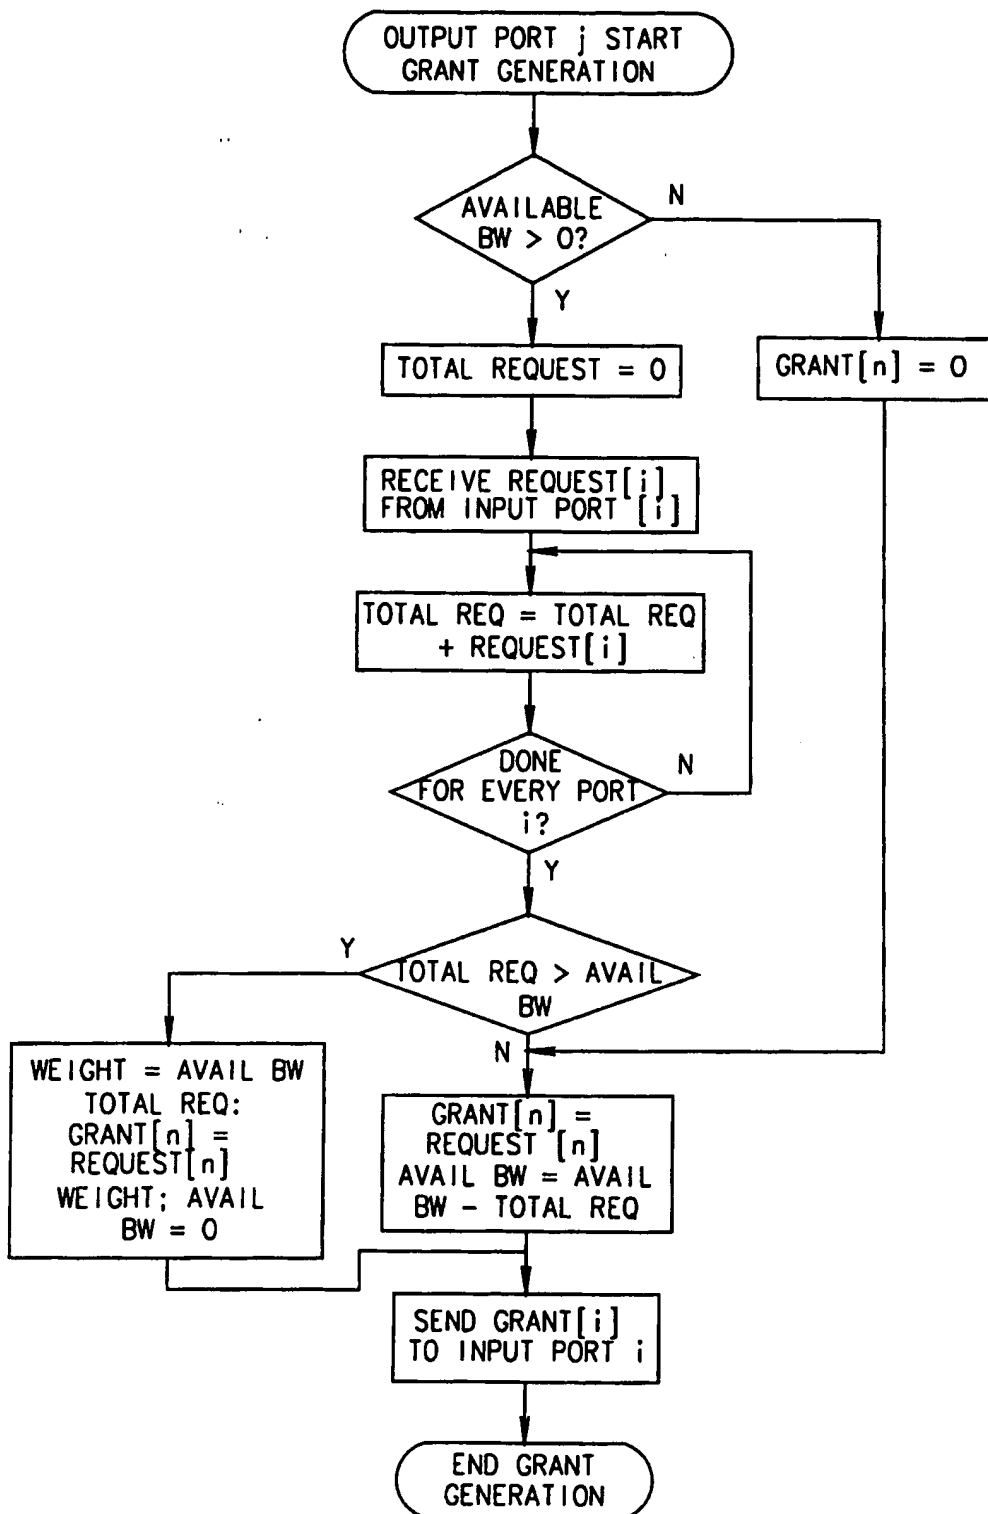 OUTPUT PORT j START
GRANT GENERATION
AVAILABLE
BW > 0?
N
Y
TOTAL REQUEST = 0
GRANT[n] = 0
RECEIVE REQUEST[i]
FROM INPUT PORT [i]
TOTAL REQ = TOTAL REQ
+ REQUEST[i]
DONE
FOR EVERY PORT
i?
N
Y
TOTAL REQ > AVAIL
BW
Y
N
WEIGHT = AVAIL BW
TOTAL REQ:
GRANT[n] =
REQUEST[n]
WEIGHT; AVAIL
BW = 0
GRANT[n] =
REQUEST [n]
AVAIL BW = AVAIL
BW - TOTAL REQ
SEND GRANT[i]
TO INPUT PORT i
END GRANT
GENERATION